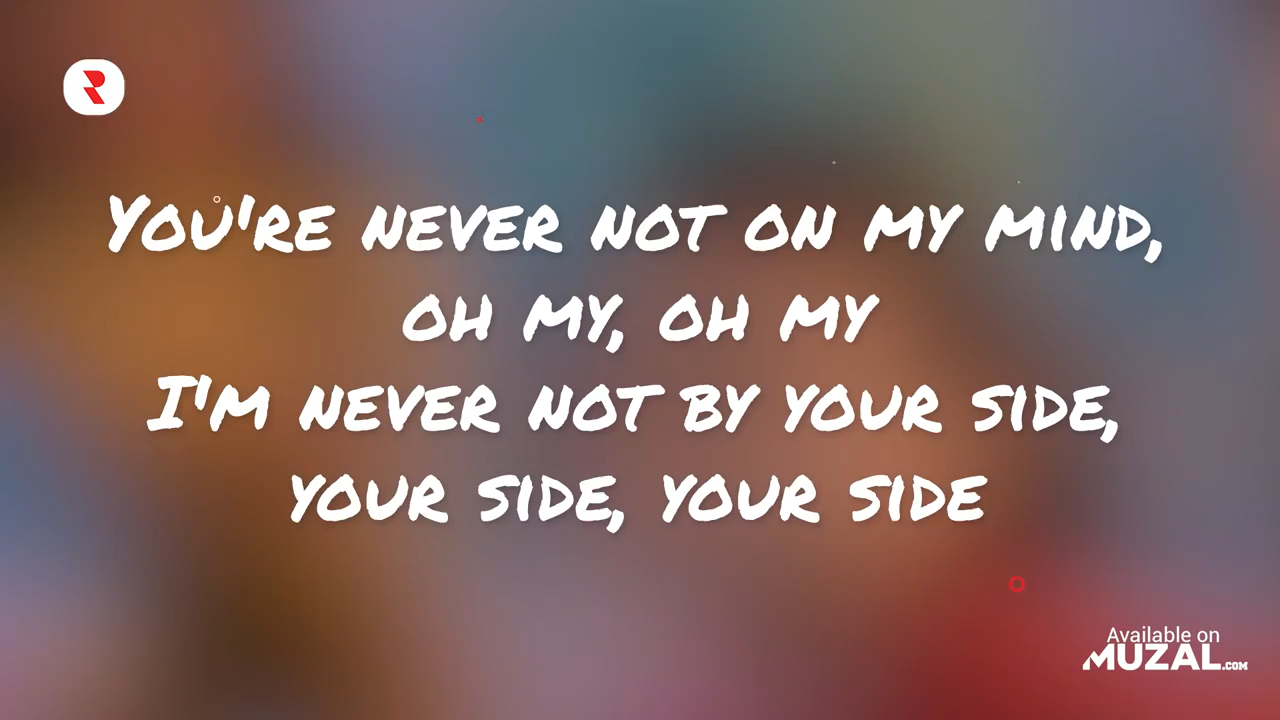 You're never not on my mind,
oh my, oh my
I'm never not by your side,
your side, your side
Available on
MUZAL.COM